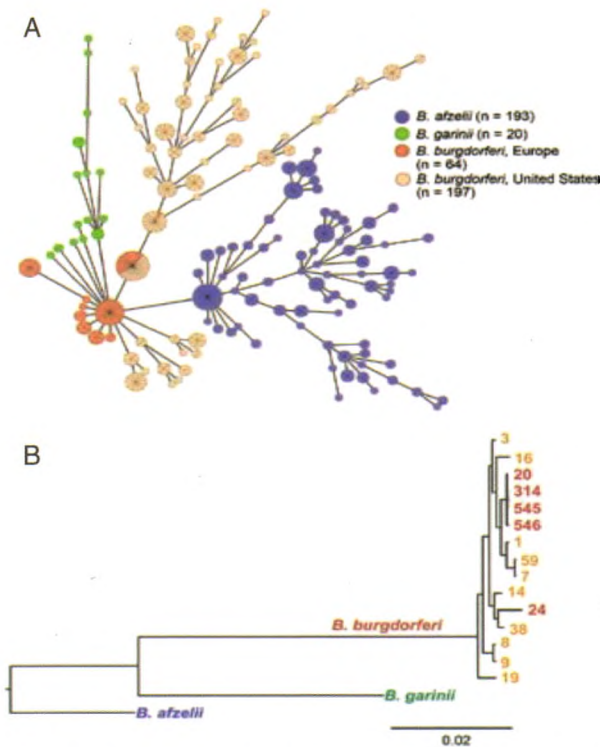 A
B. afzelii (n = 193)
B. garinii (n = 20)
B. burgdorferi, Europe
(n = 64)
B. burgdorferi, United States
(n = 197)
B
3
16
20
314
545
546
1
59
7
14
24
38
8
9
19
B. burgdorferi
B. garinii
B. afzelii
0.02